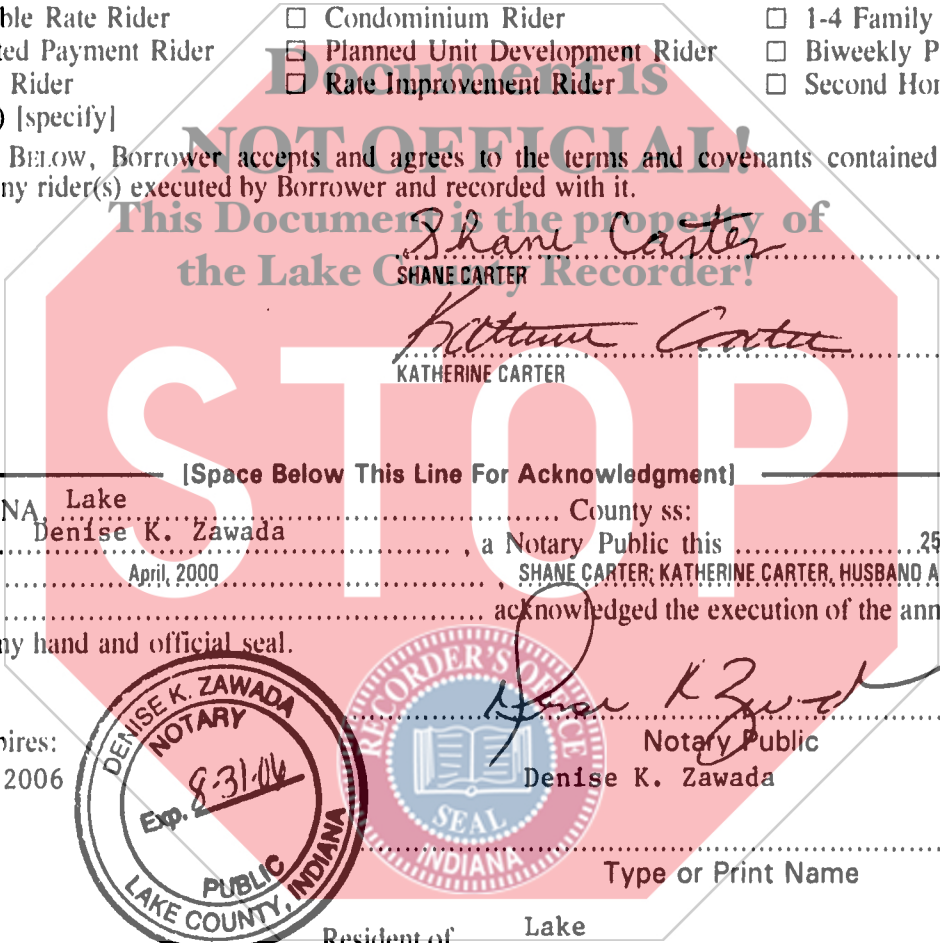 ble Rate Rider ☐ Condominium Rider ☐ 1-4 Family
ed Payment Rider ☐ Planned Unit Development Rider ☐ Biweekly P
Rider ☐ Rate Improvement Rider ☐ Second Hor
) [specify]
Document is
NOT OFFICIAL!
This Document is the property of
the Lake County Recorder!
STOP
BELOW, Borrower accepts and agrees to the terms and covenants contained
ny rider(s) executed by Borrower and recorded with it.
Shane Carter
SHANE CARTER
Katherine Carter
KATHERINE CARTER
[Space Below This Line For Acknowledgment]
NA, Lake County ss:
Denise K. Zawada, a Notary Public this 25
April, 2000, SHANE CARTER; KATHERINE CARTER, HUSBAND A
acknowledged the execution of the ann
ny hand and official seal.
Denise K Zawada
pires: Notary Public
2006 Denise K. Zawada
DENISE K. ZAWADA
NOTARY
Exp. 8-31-06
PUBLIC
LAKE COUNTY, INDIANA
RECORDER'S OFFICE
SEAL
INDIANA
Type or Print Name
Resident of Lake